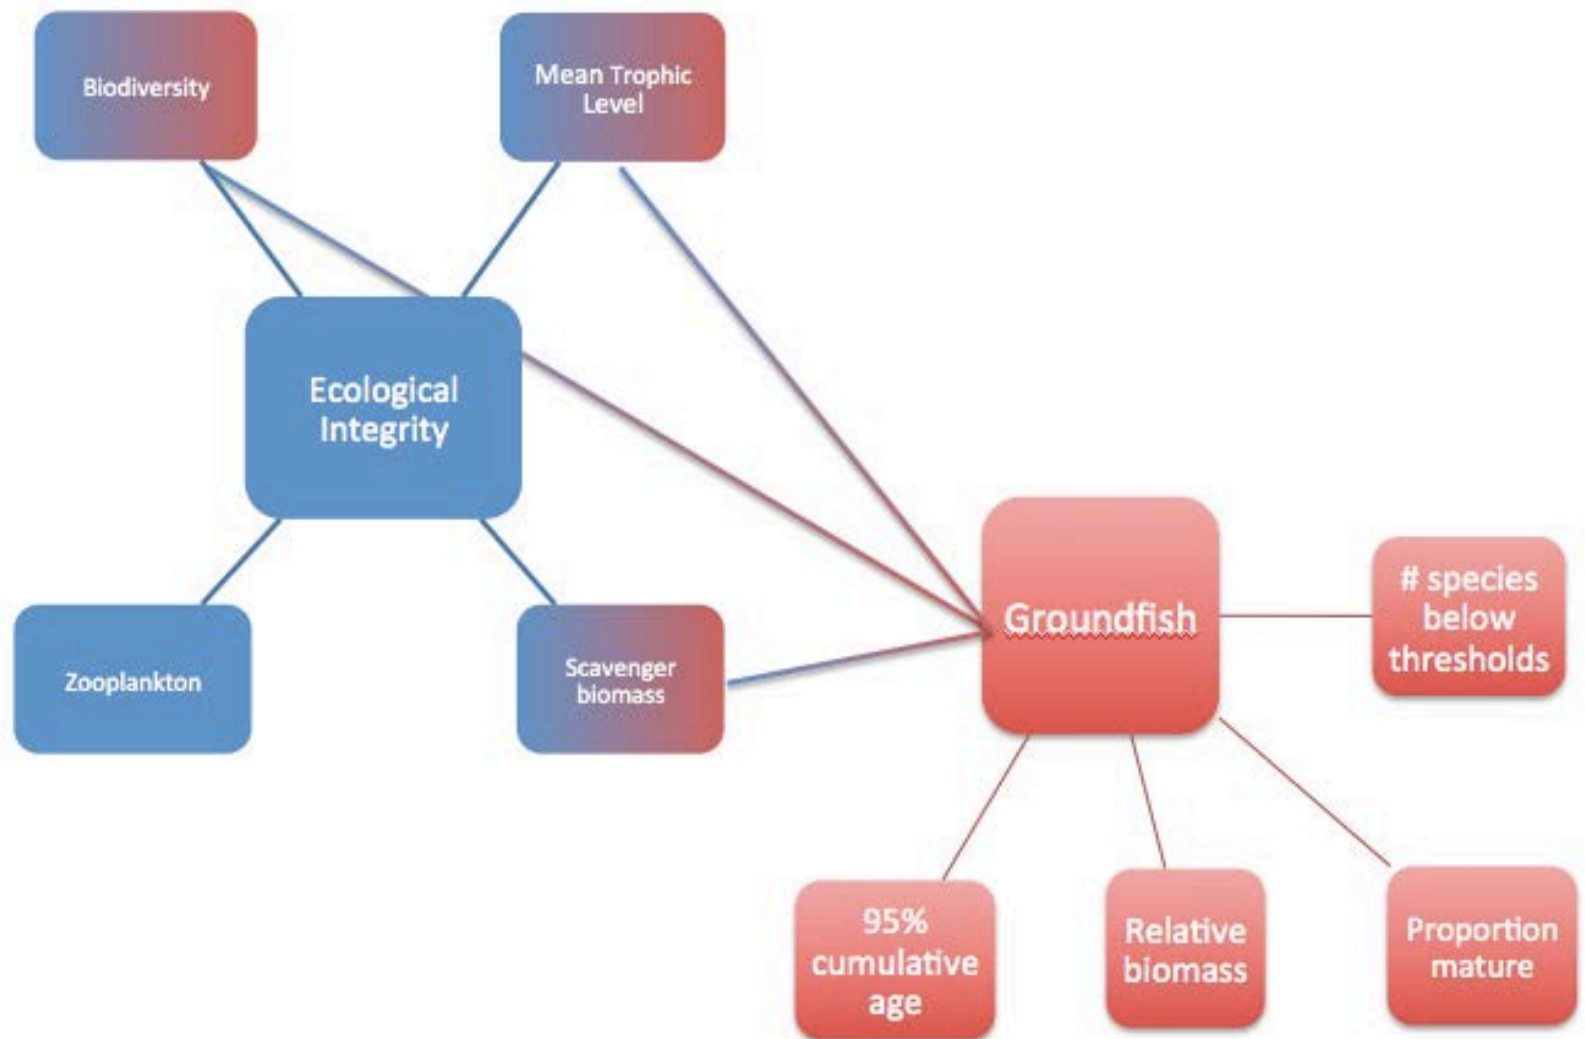 Biodiversity
Mean Trophic
Level
Ecological
Integrity
Zooplankton
Scavenger
biomass
Groundfish
# species
below
thresholds
95%
cumulative
age
Relative
biomass
Proportion
mature